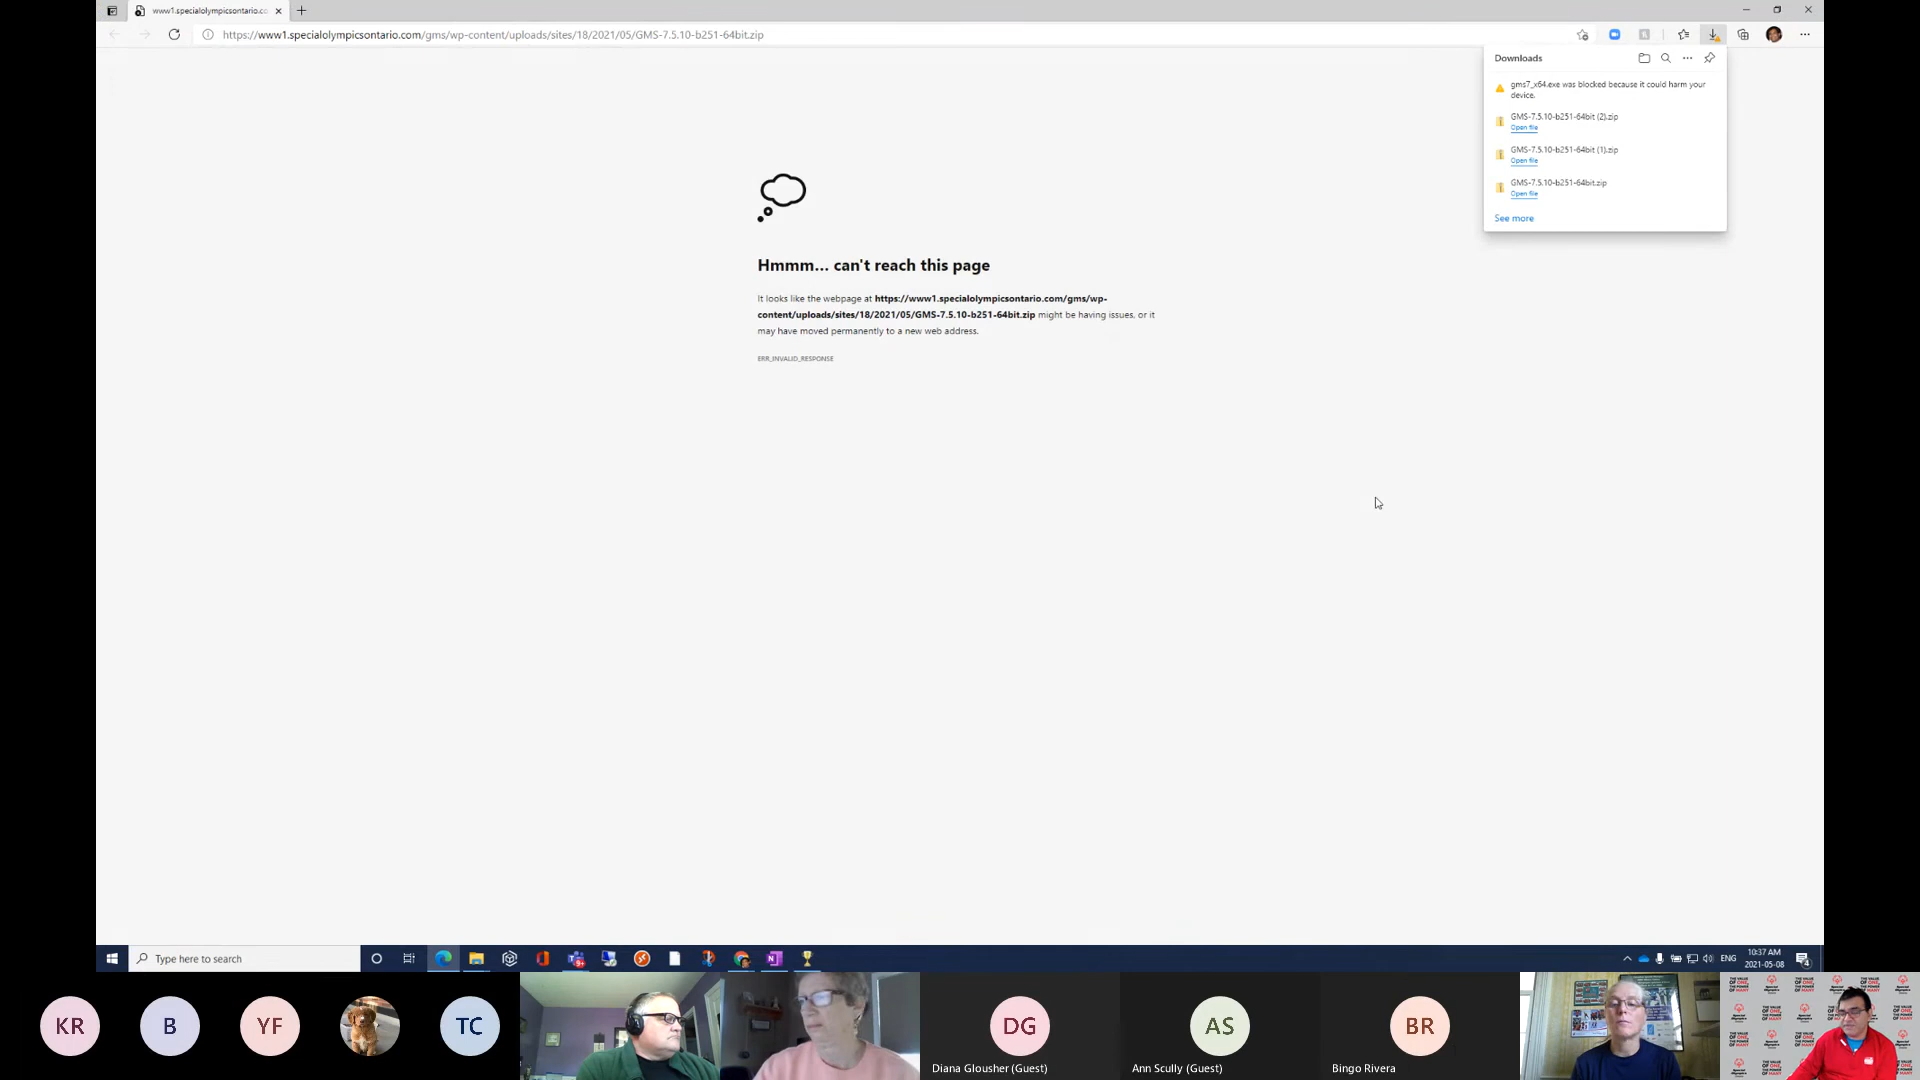 www1.specialolympicsontario.co
https://www1.specialolympicsontario.com/gms/wp-content/uploads/sites/18/2021/05/GMS-7.5.10-b251-64bit.zip
Downloads
gms7_x64.exe was blocked because it could harm your
device.
GMS-7.5.10-b251-64bit (2).zip
Open file
GMS-7.5.10-b251-64bit (1).zip
Open file
GMS-7.5.10-b251-64bit.zip
Open file
See more
Hmmm... can't reach this page
It looks like the webpage at https://www1.specialolympicsontario.com/gms/wp-
content/uploads/sites/18/2021/05/GMS-7.5.10-b251-64bit.zip might be having issues, or it
may have moved permanently to a new web address.
ERR_INVALID_RESPONSE
Type here to search
ENG
10:37 AM
2021-05-08
KR
B
YF
TC
DG
Diana Glousher (Guest)
AS
Ann Scully (Guest)
BR
Bingo Rivera